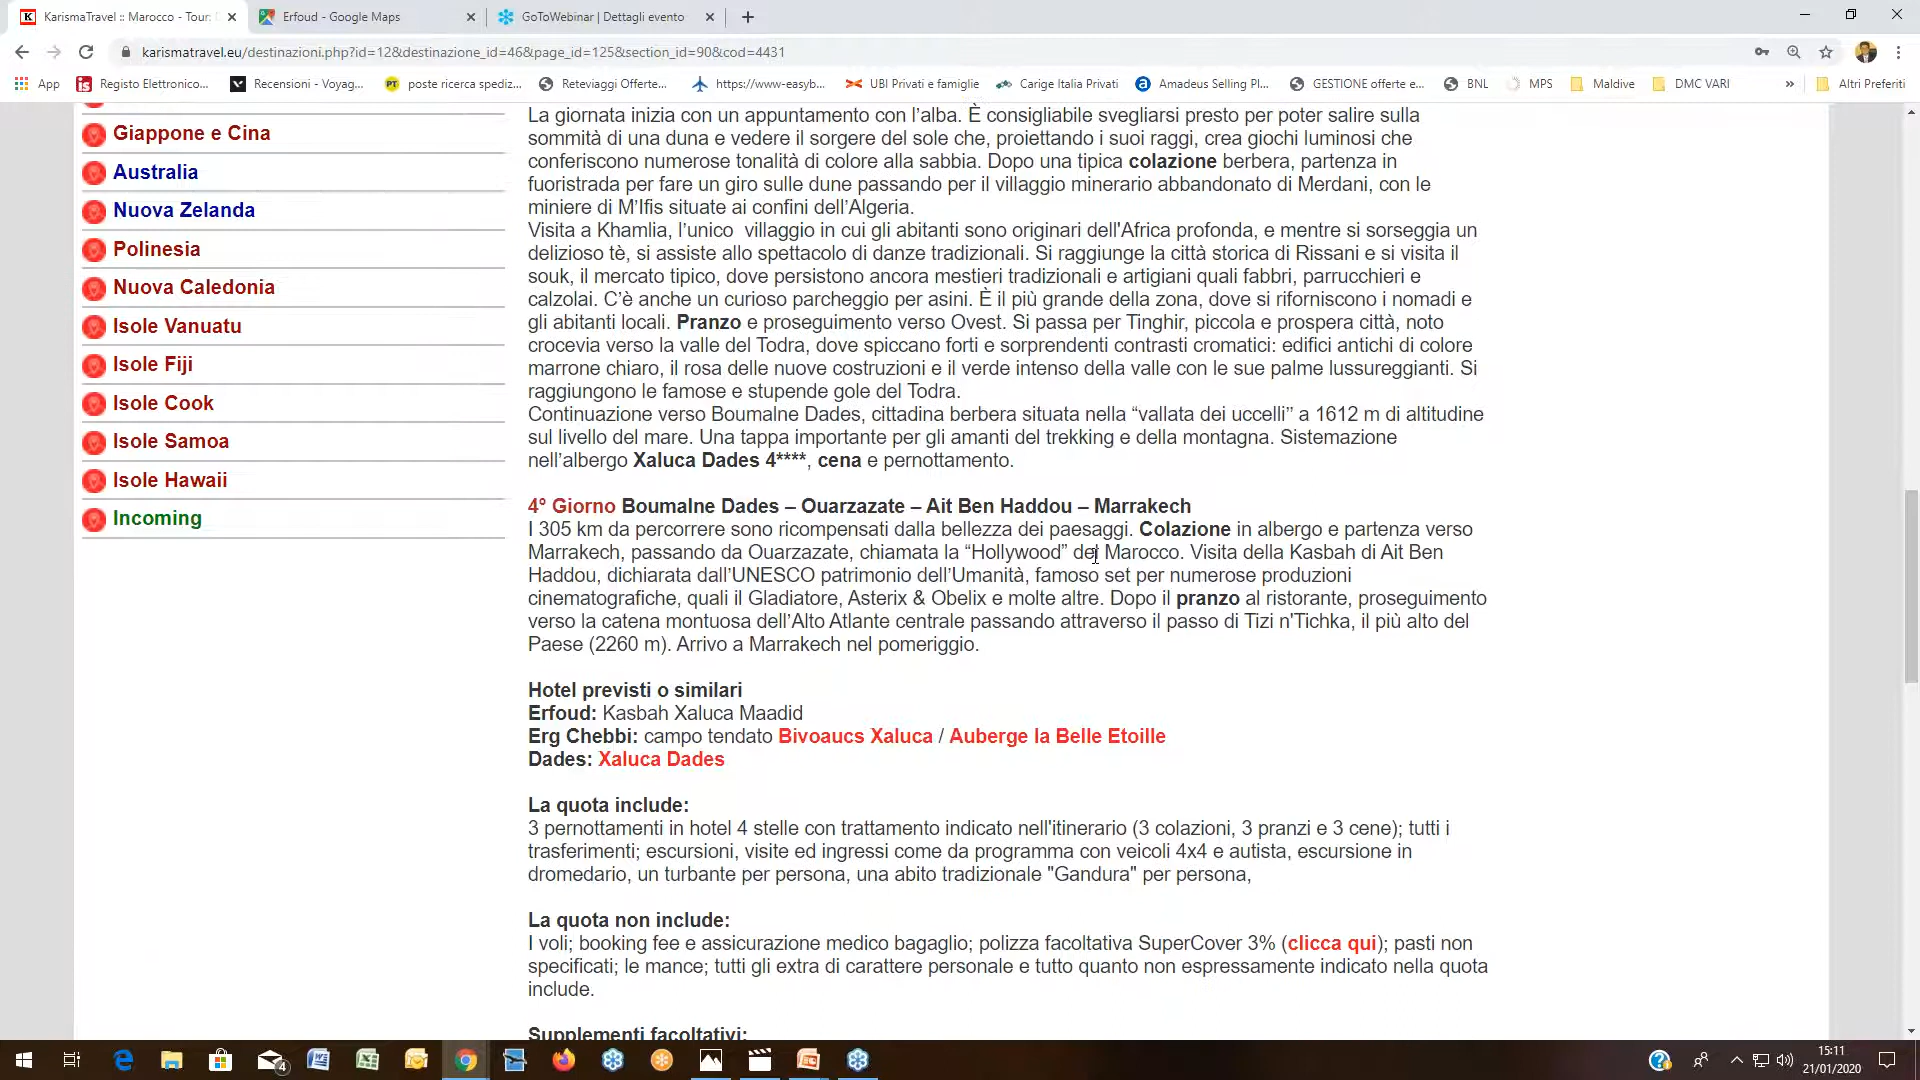 KarismaTravel :: Marocco - Tour:
Erfoud - Google Maps
GoToWebinar | Dettagli evento
karismatravel.eu/destinazioni.php?id=12&destinazione_id=46&page_id=125&section_id=90&cod=4431
App
Registo Elettronico...
Recensioni - Voyag...
poste ricerca spediz...
Reteviaggi Offerte...
https://www-easyb...
UBI Privati e famiglie
Carige Italia Privati
Amadeus Selling Pl...
GESTIONE offerte e...
BNL
MPS
Maldive
DMC VARI
»
Altri Preferiti
Giappone e Cina
Australia
Nuova Zelanda
Polinesia
Nuova Caledonia
Isole Vanuatu
Isole Fiji
Isole Cook
Isole Samoa
Isole Hawaii
Incoming
La giornata inizia con un appuntamento con l’alba. È consigliabile svegliarsi presto per poter salire sulla
sommità di una duna e vedere il sorgere del sole che, proiettando i suoi raggi, crea giochi luminosi che
conferiscono numerose tonalità di colore alla sabbia. Dopo una tipica colazione berbera, partenza in
fuoristrada per fare un giro sulle dune passando per il villaggio minerario abbandonato di Merdani, con le
miniere di M’Ifis situate ai confini dell’Algeria.
Visita a Khamlia, l’unico villaggio in cui gli abitanti sono originari dell'Africa profonda, e mentre si sorseggia un
delizioso tè, si assiste allo spettacolo di danze tradizionali. Si raggiunge la città storica di Rissani e si visita il
souk, il mercato tipico, dove persistono ancora mestieri tradizionali e artigiani quali fabbri, parrucchieri e
calzolai. C’è anche un curioso parcheggio per asini. È il più grande della zona, dove si riforniscono i nomadi e
gli abitanti locali. Pranzo e proseguimento verso Ovest. Si passa per Tinghir, piccola e prospera città, noto
crocevia verso la valle del Todra, dove spiccano forti e sorprendenti contrasti cromatici: edifici antichi di colore
marrone chiaro, il rosa delle nuove costruzioni e il verde intenso della valle con le sue palme lussureggianti. Si
raggiungono le famose e stupende gole del Todra.
Continuazione verso Boumalne Dades, cittadina berbera situata nella “vallata dei uccelli” a 1612 m di altitudine
sul livello del mare. Una tappa importante per gli amanti del trekking e della montagna. Sistemazione
nell’albergo Xaluca Dades 4****, cena e pernottamento.
4° Giorno Boumalne Dades – Ouarzazate – Ait Ben Haddou – Marrakech
I 305 km da percorrere sono ricompensati dalla bellezza dei paesaggi. Colazione in albergo e partenza verso
Marrakech, passando da Ouarzazate, chiamata la “Hollywood” del Marocco. Visita della Kasbah di Ait Ben
Haddou, dichiarata dall’UNESCO patrimonio dell’Umanità, famoso set per numerose produzioni
cinematografiche, quali il Gladiatore, Asterix & Obelix e molte altre. Dopo il pranzo al ristorante, proseguimento
verso la catena montuosa dell’Alto Atlante centrale passando attraverso il passo di Tizi n'Tichka, il più alto del
Paese (2260 m). Arrivo a Marrakech nel pomeriggio.
Hotel previsti o similari
Erfoud: Kasbah Xaluca Maadid
Erg Chebbi: campo tendato Bivoaucs Xaluca / Auberge la Belle Etoille
Dades: Xaluca Dades
La quota include:
3 pernottamenti in hotel 4 stelle con trattamento indicato nell'itinerario (3 colazioni, 3 pranzi e 3 cene); tutti i
trasferimenti; escursioni, visite ed ingressi come da programma con veicoli 4x4 e autista, escursione in
dromedario, un turbante per persona, una abito tradizionale "Gandura" per persona,
La quota non include:
I voli; booking fee e assicurazione medico bagaglio; polizza facoltativa SuperCover 3% (clicca qui); pasti non
specificati; le mance; tutti gli extra di carattere personale e tutto quanto non espressamente indicato nella quota
include.
Supplementi facoltativi:
4
15:11
21/01/2020